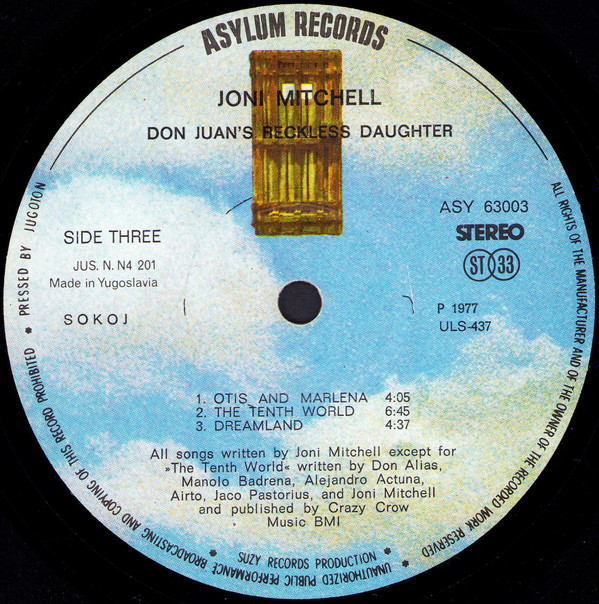 ASYLUM RECORDS
JONI MITCHELL
DON JUAN'S RECKLESS DAUGHTER
SIDE THREE
JUS. N. N4 201
Made in Yugoslavia
SOKOJ
ASY 63003
STEREO
ST 33
P 1977
ULS-437
1. OTIS AND MARLENA 4:05
2. THE TENTH WORLD 6:45
3. DREAMLAND 4:37
All songs written by Joni Mitchell except for
»The Tenth World« written by Don Alias,
Manolo Badrena, Alejandro Actuna,
Airto, Jaco Pastorius, and Joni Mitchell
and published by Crazy Crow
Music BMI
ALL RIGHTS OF THE MANUFACTURER AND OF THE OWNER OF THE RECORDED WORK RESERVED * UNAUTHORIZED PUBLIC PERFORMANCE BROADCASTING AND COPYING OF THIS RECORD PROHIBITED * PRESSED BY JUGOTON
* SUZY RECORDS PRODUCTION *